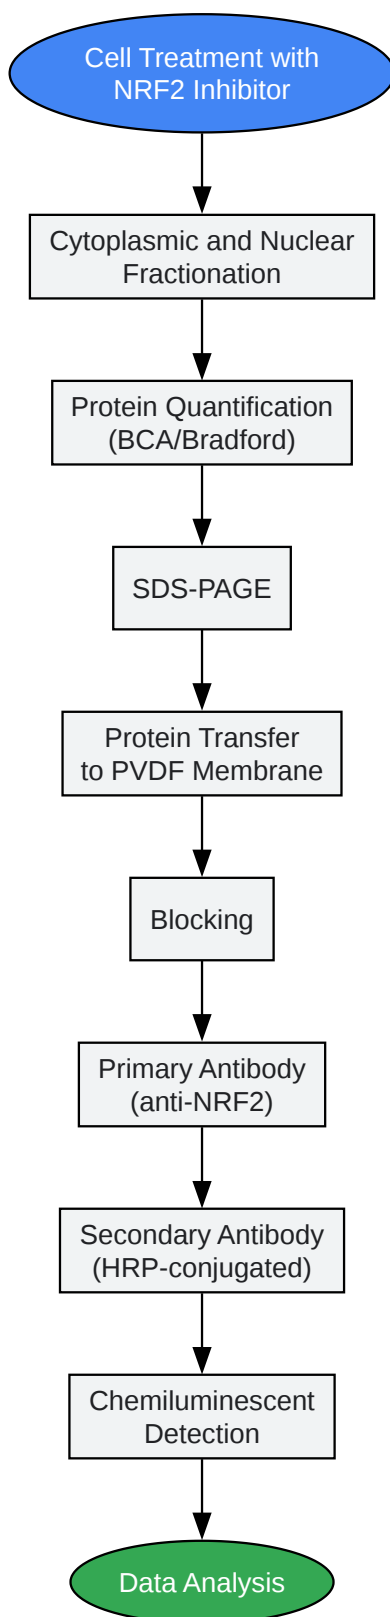 Cell Treatment with
NRF2 Inhibitor
Cytoplasmic and Nuclear
Fractionation
Protein Quantification
(BCA/Bradford)
SDS-PAGE
Protein Transfer
to PVDF Membrane
Blocking
Primary Antibody
(anti-NRF2)
Secondary Antibody
(HRP-conjugated)
Chemiluminescent
Detection
Data Analysis